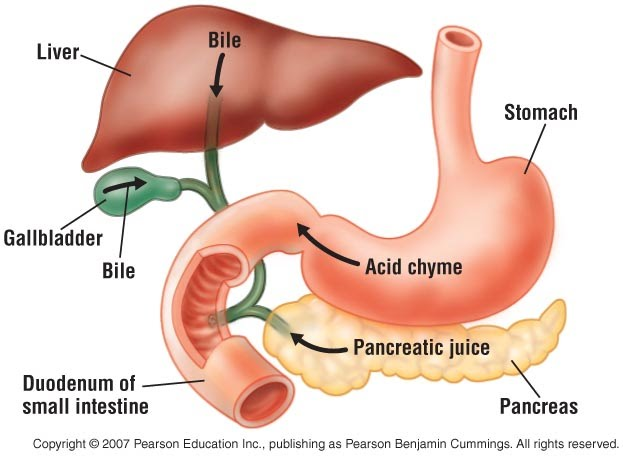 Bile
Liver
Stomach
Gallbladder
Bile
Acid chyme
Pancreatic juice
Duodenum of
small intestine
Pancreas
Copyright © 2007 Pearson Education Inc., publishing as Pearson Benjamin Cummings. All rights reserved.